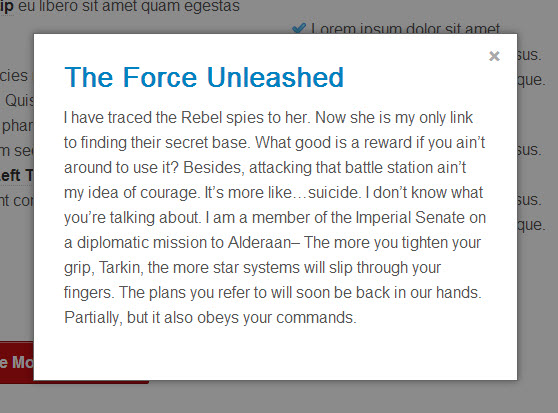 ip eu libero sit amet quam egestas
Lorem ipsum dolor sit amet
The Force Unleashed
I have traced the Rebel spies to her. Now she is my only link
to finding their secret base. What good is a reward if you ain’t
around to use it? Besides, attacking that battle station ain’t
my idea of courage. It’s more like…suicide. I don’t know what
you’re talking about. I am a member of the Imperial Senate on
a diplomatic mission to Alderaan– The more you tighten your
grip, Tarkin, the more star systems will slip through your
fingers. The plans you refer to will soon be back in our hands.
Partially, but it also obeys your commands.
cies
Quis
phar
m se
eft T
nt con
sus.
que.
sus.
sus.
que.
e Mo